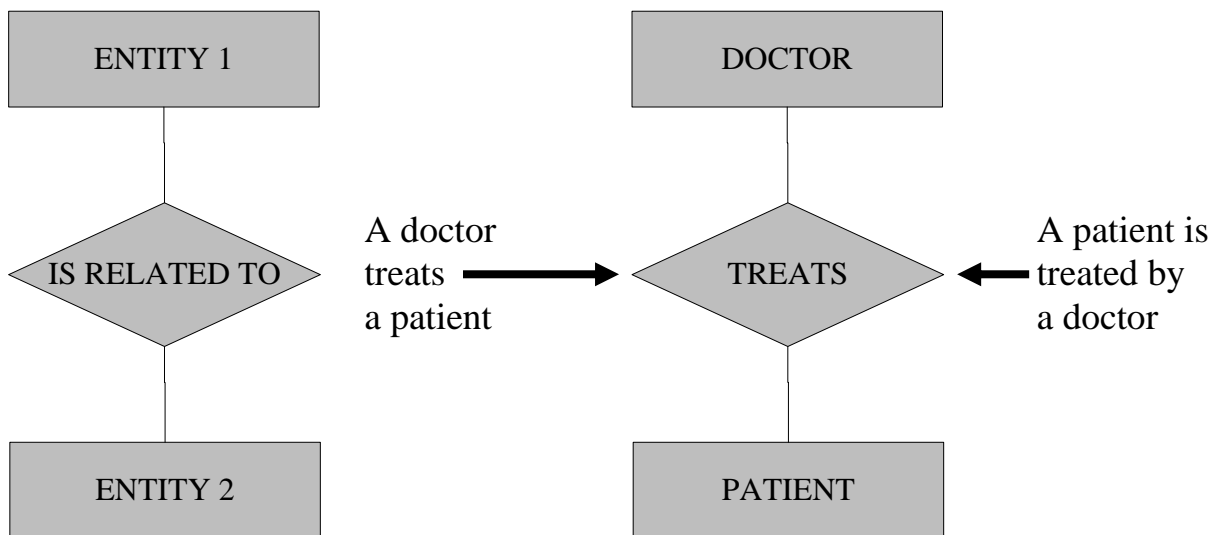 ENTITY 1
DOCTOR
IS RELATED TO
A doctor
treats
a patient
TREATS
A patient is
treated by
a doctor
ENTITY 2
PATIENT